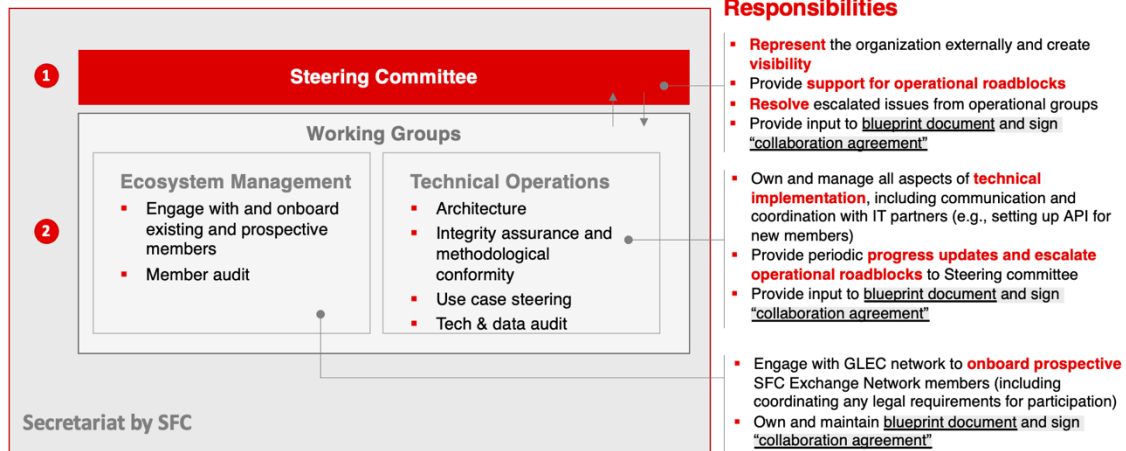 Responsibilities
1
Steering Committee
Working Groups
2
Ecosystem Management
▪ Engage with and onboard
existing and prospective
members
▪ Member audit
Technical Operations
▪ Architecture
▪ Integrity assurance and
methodological
conformity
▪ Use case steering
▪ Tech & data audit
Secretariat by SFC
▪ Represent the organization externally and create
visibility
▪ Provide support for operational roadblocks
▪ Resolve escalated issues from operational groups
▪ Provide input to blueprint document and sign
“collaboration agreement”
▪ Own and manage all aspects of technical
implementation, including communication and
coordination with IT partners (e.g., setting up API for
new members)
▪ Provide periodic progress updates and escalate
operational roadblocks to Steering committee
▪ Provide input to blueprint document and sign
“collaboration agreement”
▪ Engage with GLEC network to onboard prospective
SFC Exchange Network members (including
coordinating any legal requirements for participation)
▪ Own and maintain blueprint document and sign
“collaboration agreement”